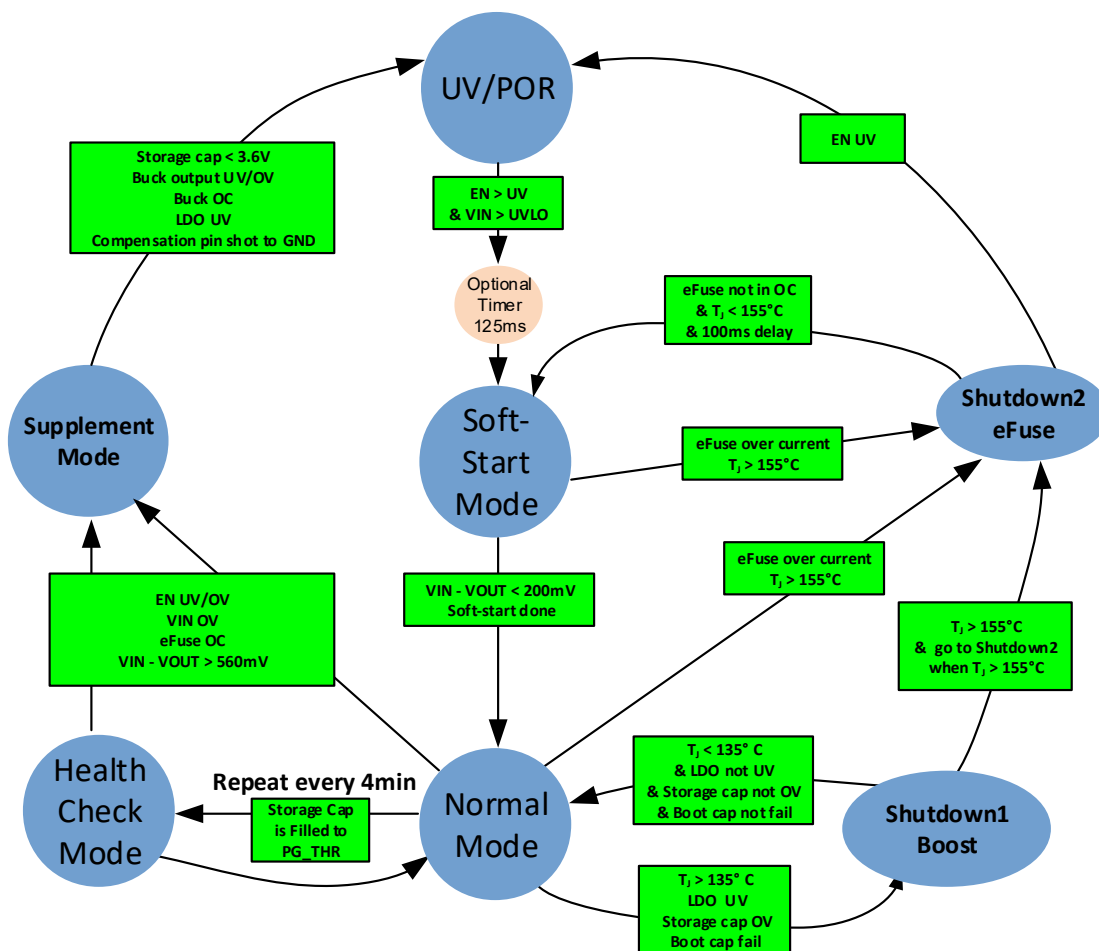 UV/POR
EN UV
Storage cap < 3.6V
Buck output UV/OV
Buck OC
LDO UV
Compensation pin shot to GND
EN > UV
& VIN > UVLO
Optional
Timer
125ms
eFuse not in OC
& TJ < 155°C
& 100ms delay
Supplement
Mode
Soft-
Start
Mode
Shutdown2
eFuse
eFuse over current
TJ > 155°C
eFuse over current
TJ > 155°C
EN UV/OV
VIN OV
eFuse OC
VIN - VOUT > 560mV
VIN - VOUT < 200mV
Soft-start done
TJ > 155°C
& go to Shutdown2
when TJ > 155°C
Health
Check
Mode
Repeat every 4min
Storage Cap
is Filled to
PG_THR
Normal
Mode
TJ < 135° C
& LDO not UV
& Storage cap not OV
& Boot cap not fail
Shutdown1
Boost
TJ > 135° C
LDO UV
Storage cap OV
Boot cap fail